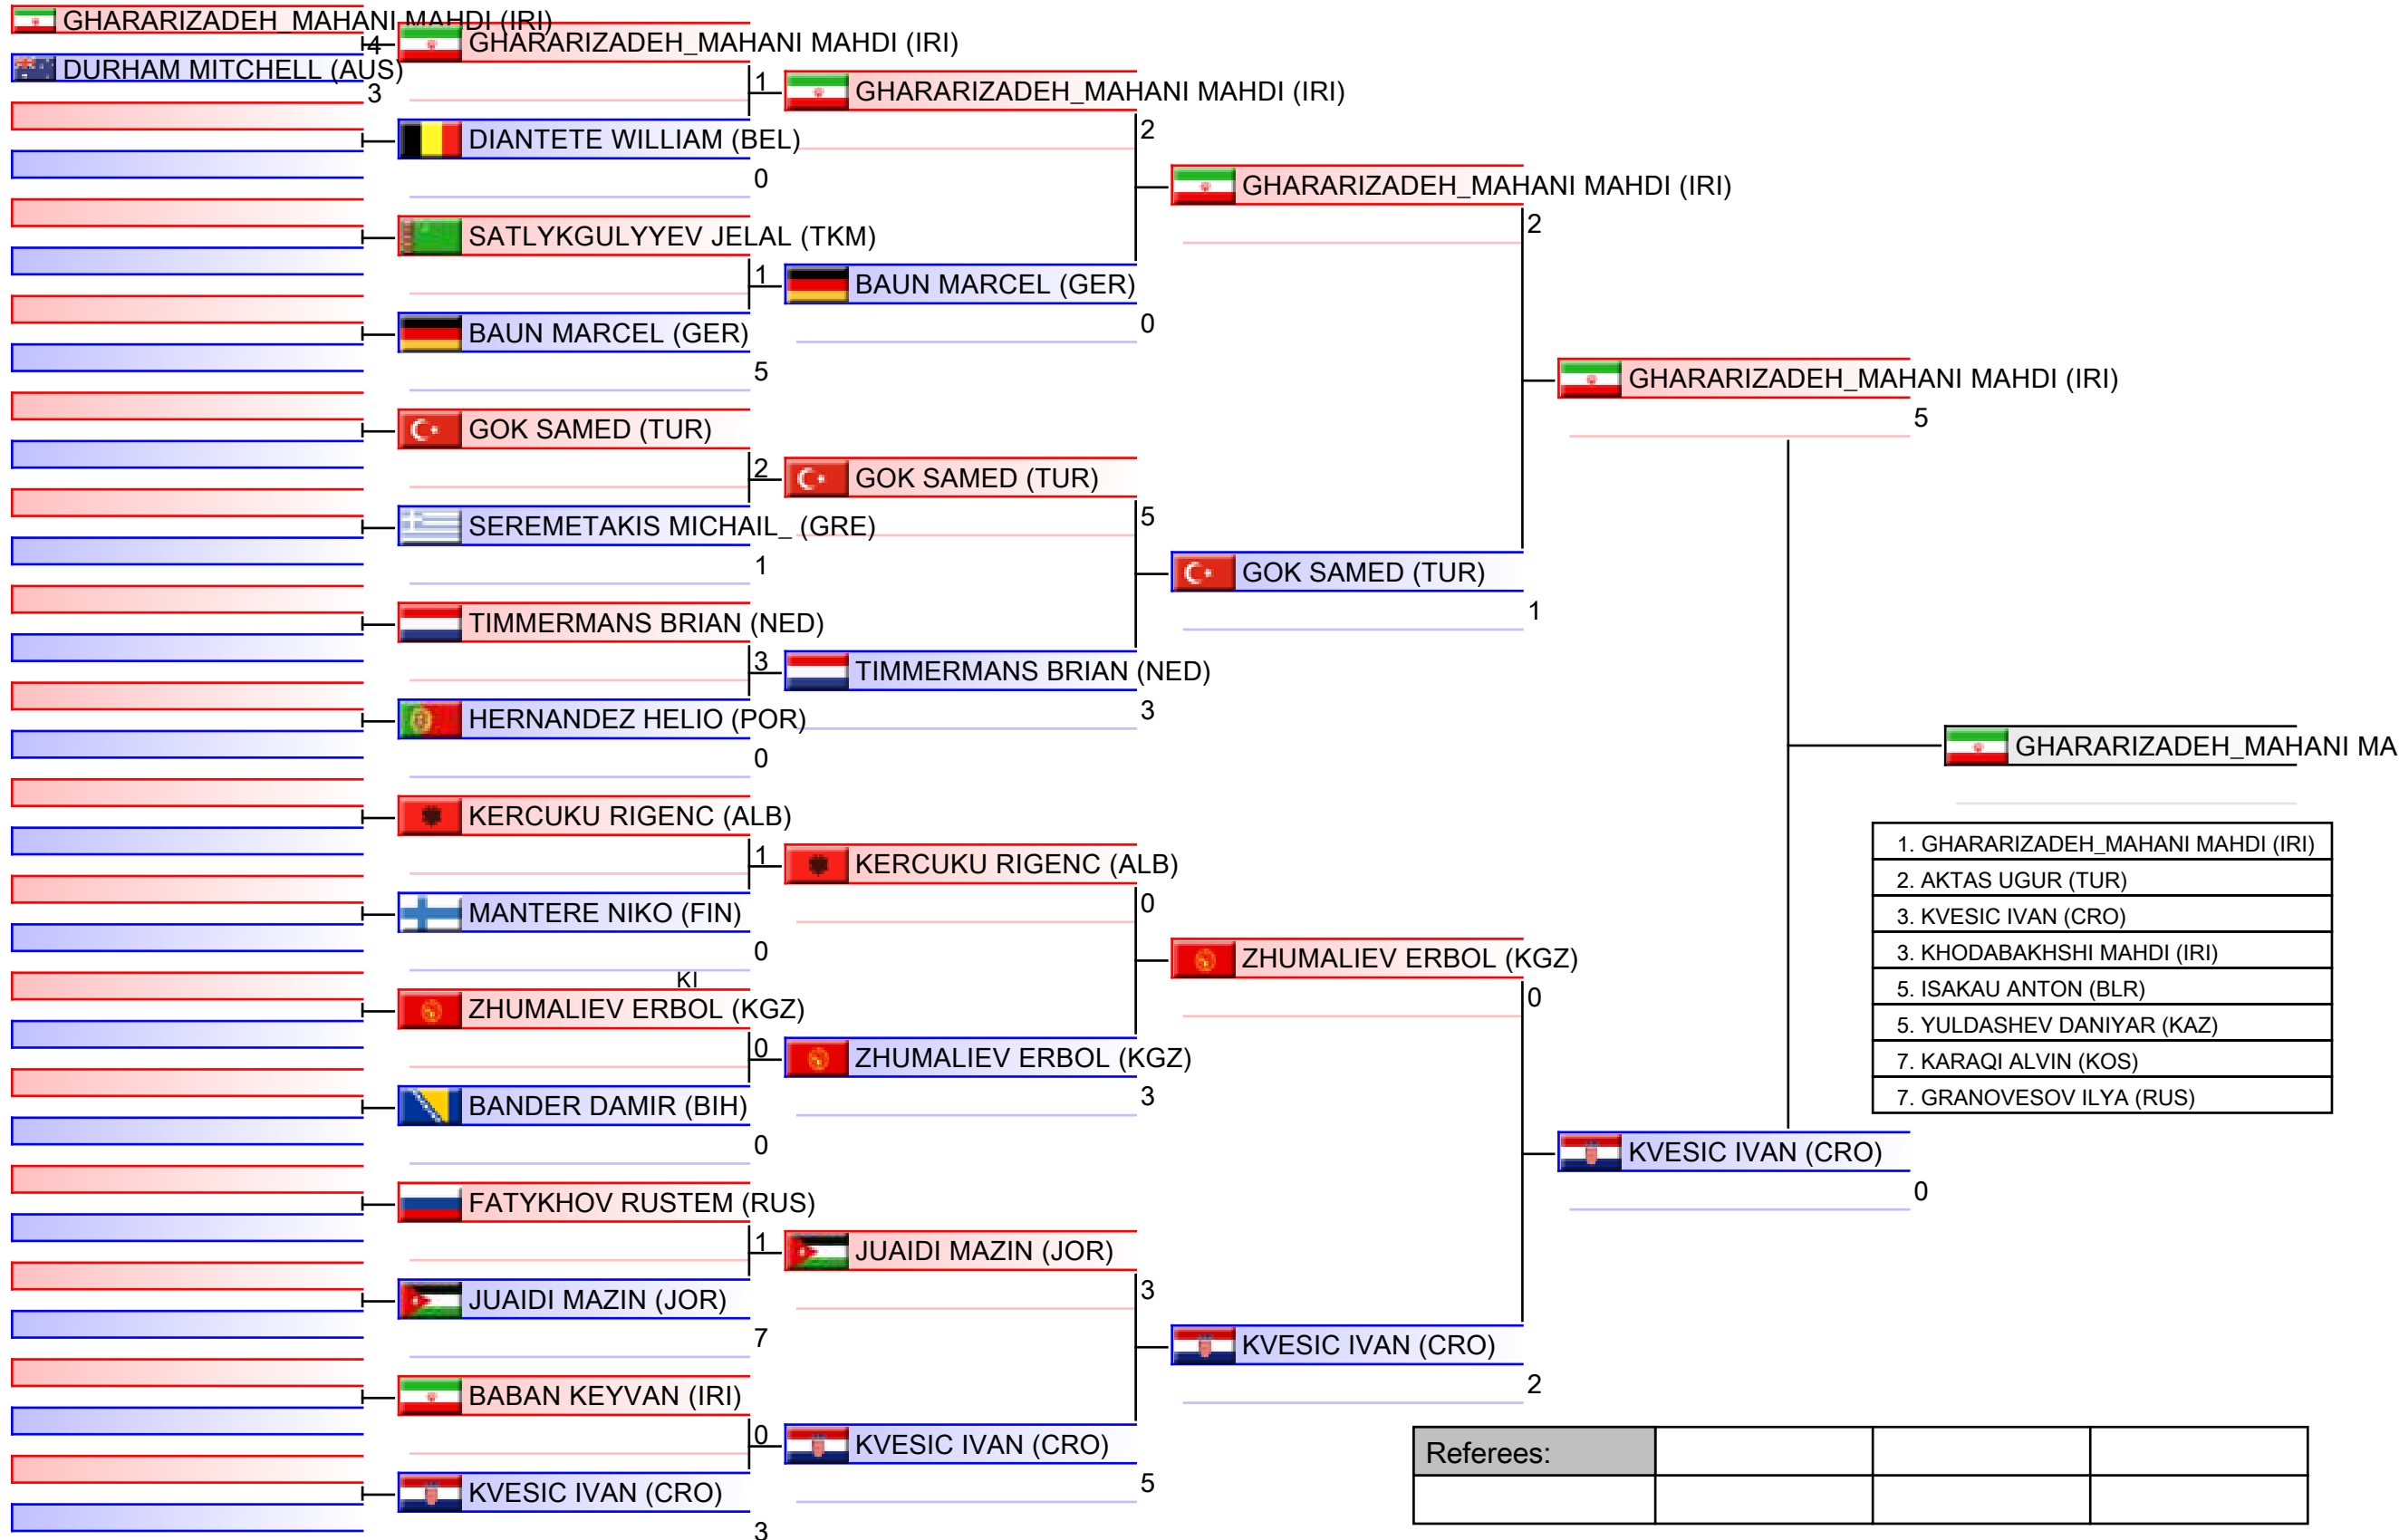 GHARARIZADEH_MAHANI MAHDI (IRI)
4
DURHAM MITCHELL (AUS)
3
GHARARIZADEH_MAHANI MAHDI (IRI)
1
DIANTETE WILLIAM (BEL)
0
SATLYKGULYYEV JELAL (TKM)
1
BAUN MARCEL (GER)
5
GOK SAMED (TUR)
2
SEREMETAKIS MICHAIL_ (GRE)
1
TIMMERMANS BRIAN (NED)
3
HERNANDEZ HELIO (POR)
0
KERCUKU RIGENC (ALB)
1
MANTERE NIKO (FIN)
0
KI
ZHUMALIEV ERBOL (KGZ)
0
BANDER DAMIR (BIH)
0
FATYKHOV RUSTEM (RUS)
1
JUAIDI MAZIN (JOR)
7
BABAN KEYVAN (IRI)
0
KVESIC IVAN (CRO)
3
GHARARIZADEH_MAHANI MAHDI (IRI)
2
BAUN MARCEL (GER)
0
GOK SAMED (TUR)
5
TIMMERMANS BRIAN (NED)
3
KERCUKU RIGENC (ALB)
0
ZHUMALIEV ERBOL (KGZ)
3
JUAIDI MAZIN (JOR)
3
KVESIC IVAN (CRO)
5
GHARARIZADEH_MAHANI MAHDI (IRI)
2
GOK SAMED (TUR)
1
ZHUMALIEV ERBOL (KGZ)
0
KVESIC IVAN (CRO)
2
GHARARIZADEH_MAHANI MAHDI (IRI)
5
KVESIC IVAN (CRO)
0
GHARARIZADEH_MAHANI MA
1. GHARARIZADEH_MAHANI MAHDI (IRI)
2. AKTAS UGUR (TUR)
3. KVESIC IVAN (CRO)
3. KHODABAKHSHI MAHDI (IRI)
5. ISAKAU ANTON (BLR)
5. YULDASHEV DANIYAR (KAZ)
7. KARAQI ALVIN (KOS)
7. GRANOVESOV ILYA (RUS)
Referees: